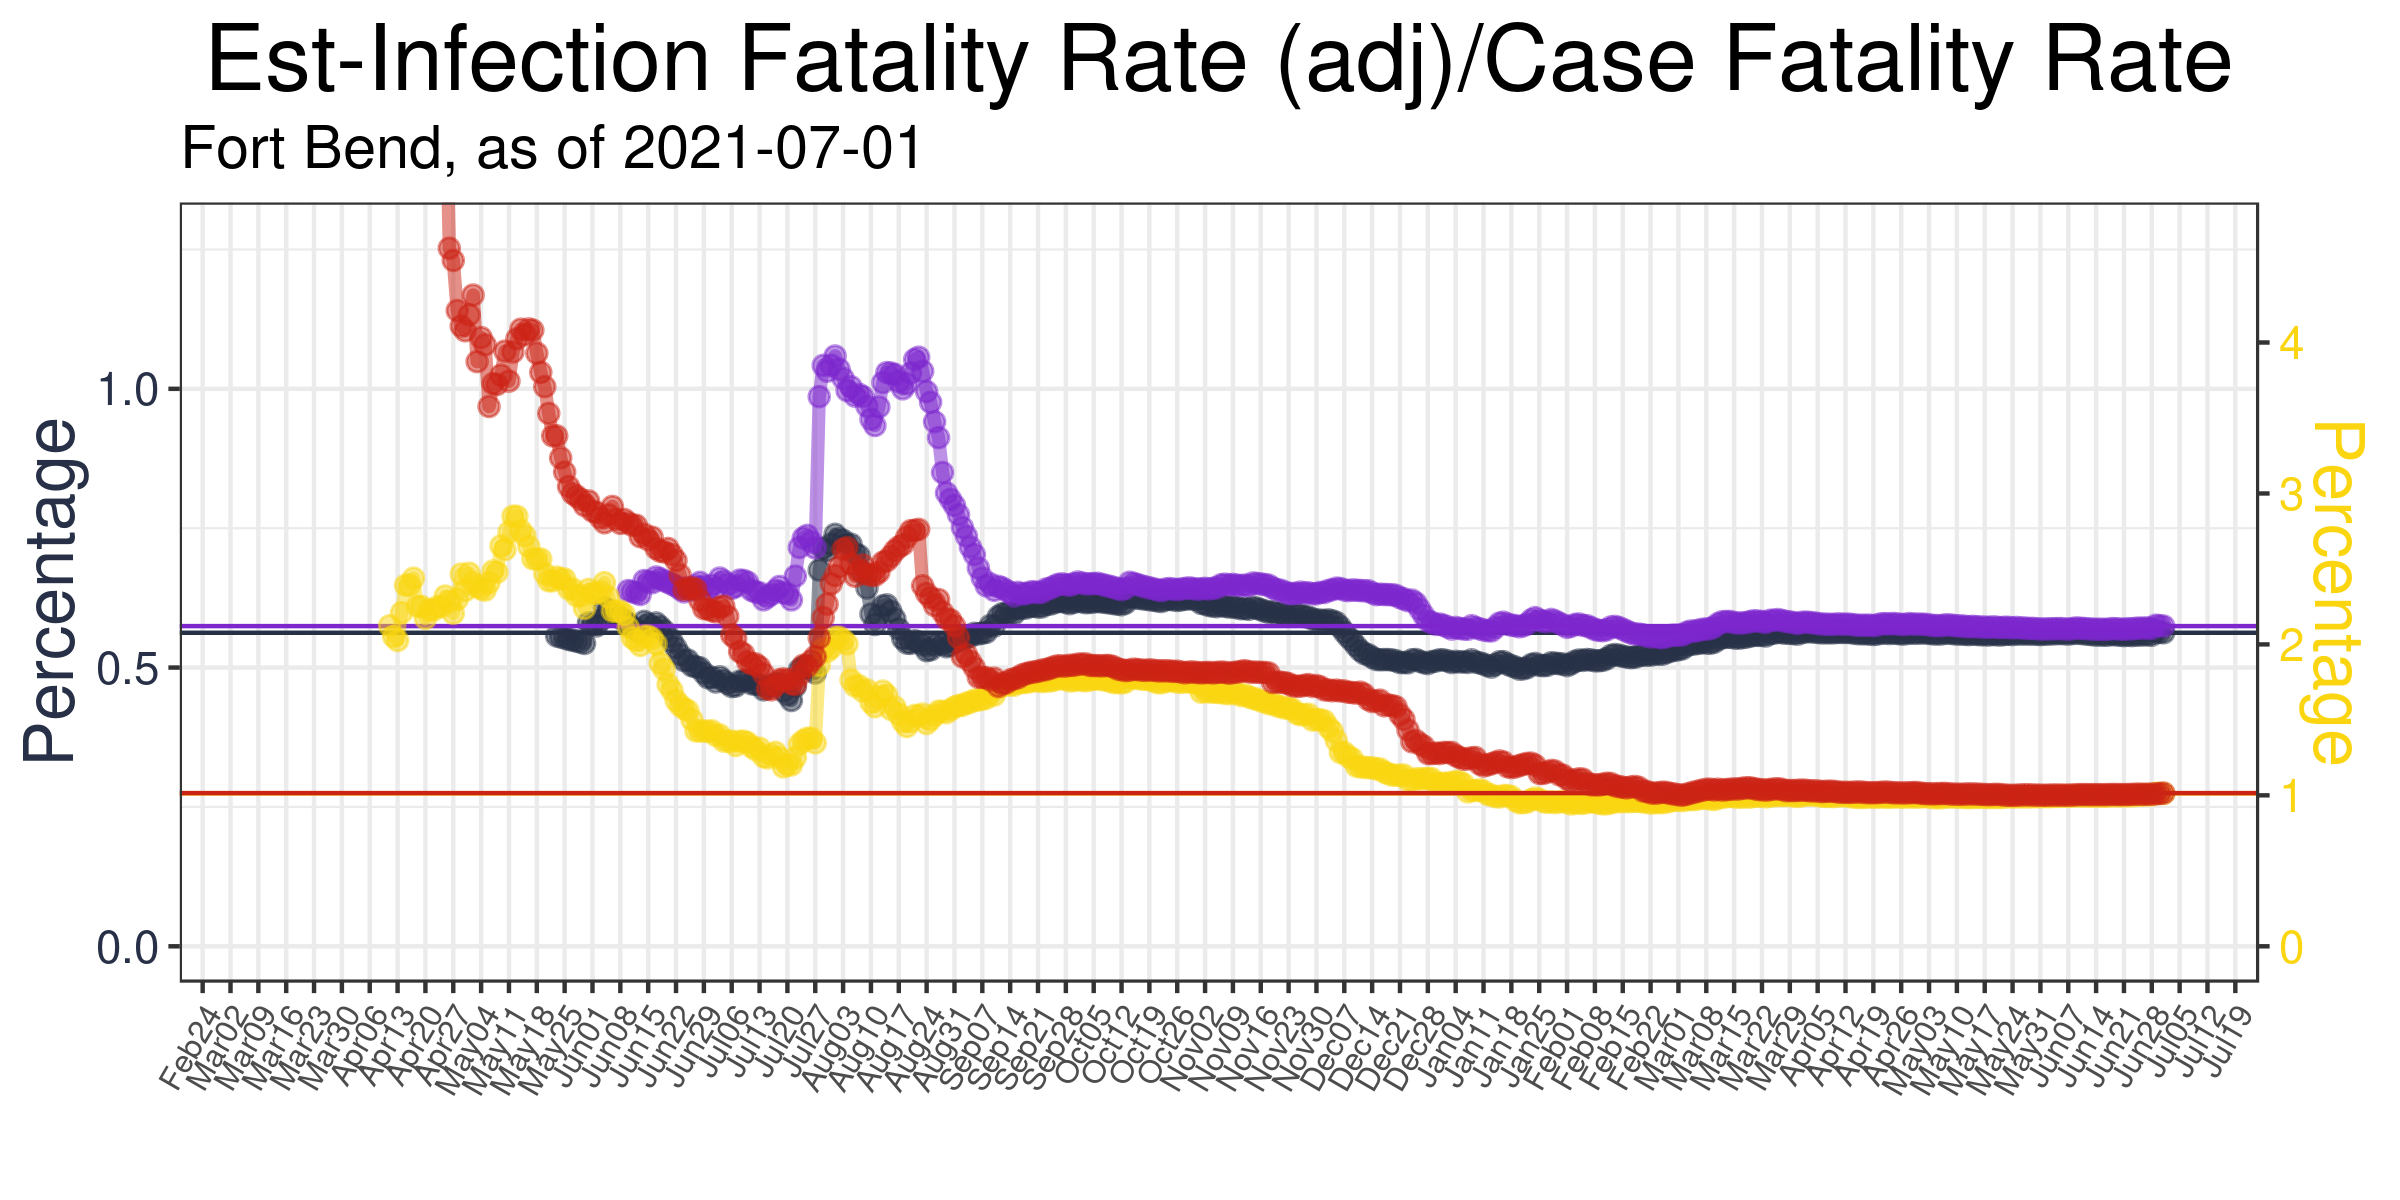 Est-Infection Fatality Rate (adj)/Case Fatality Rate
Fort Bend, as of 2021-07-01
Percentage
1.0
0.5
0.0
4
3
2
1
0
Percentage
Feb24
Mar02
Mar09
Mar16
Mar23
Mar30
Apr06
Apr13
Apr20
Apr27
May04
May11
May18
May25
Jun01
Jun08
Jun15
Jun22
Jun29
Jul06
Jul13
Jul20
Jul27
Aug03
Aug10
Aug17
Aug24
Aug31
Sep07
Sep14
Sep21
Sep28
Oct05
Oct12
Oct19
Oct26
Nov02
Nov09
Nov16
Nov23
Nov30
Dec07
Dec14
Dec21
Dec28
Jan04
Jan11
Jan18
Jan25
Feb01
Feb08
Feb15
Feb22
Mar01
Mar08
Mar15
Mar22
Mar29
Apr05
Apr12
Apr19
Apr26
May03
May10
May17
May24
May31
Jun07
Jun14
Jun21
Jun28
Jul05
Jul12
Jul19